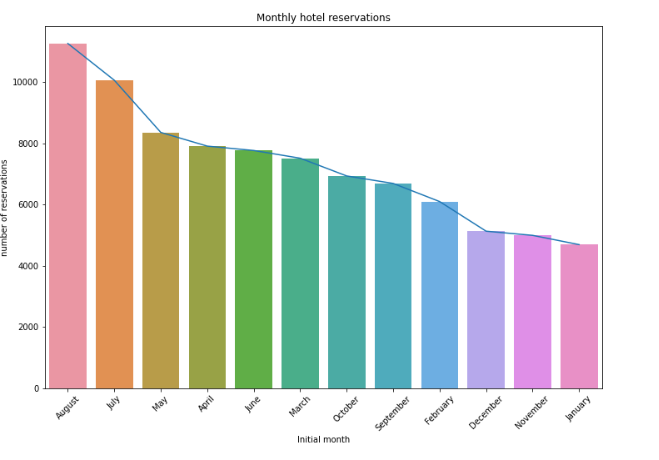 Monthly hotel reservations
number of reservations
10000
8000
6000
4000
2000
0
August
July
May
April
June
March
October
September
February
December
November
January
Initial month